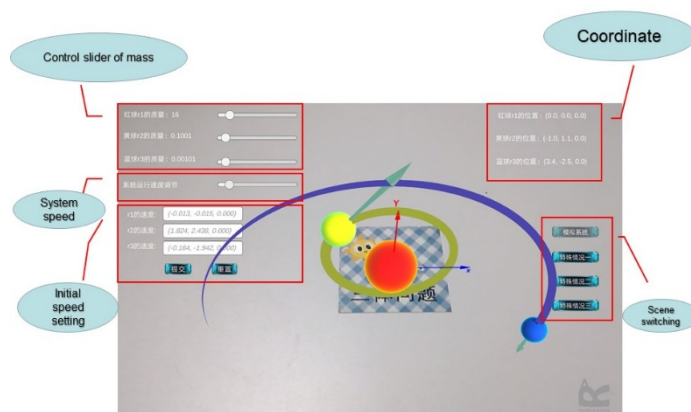 Control slider of mass
Coordinate
红球r1的质量：16
黄球r2的质量：0.1001
蓝球r3的质量：0.00101
红球r1的位置：(0.0, 0.0, 0.0)
黄球r2的位置：(-1.0, 1.1, 0.0)
蓝球r3的位置：(3.4, -2.5, 0.0)
System
speed
系统运行速度调节
r1的速度：
(-0.013, -0.015, 0.000)
r2的速度：
(1.824, 2.439, 0.000)
r3的速度：
(-0.164, -1.942, 0.000)
提交
重置
Y
x
模拟系统
特殊情况一
特殊情况二
特殊情况三
三体问题
Initial
speed
setting
Scene
switching
R